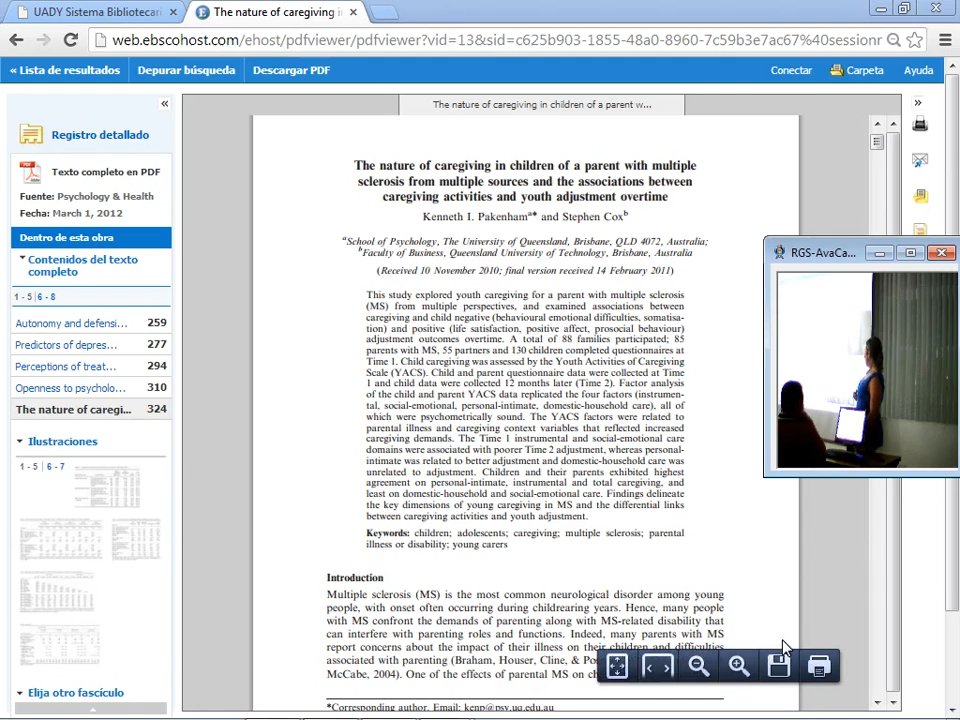 UADY Sistema Bibliotecari
The nature of caregiving in
web.ebscohost.com/ehost/pdfviewer/pdfviewer?vid=13&sid=c625b903-1855-48a0-8960-7c59b3e7ac67%40sessionr
« Lista de resultados
Depurar búsqueda
Descargar PDF
Conectar
Carpeta
Ayuda
«
Registro detallado
PDF
Texto completo en PDF
Fuente: Psychology & Health
Fecha: March 1, 2012
Dentro de esta obra
Contenidos del texto
completo
1 - 5 | 6 - 8
Autonomy and defensi... 259
Predictors of depres... 277
Perceptions of treat... 294
Openness to psycholo... 310
The nature of caregi... 324
Ilustraciones
1 - 5 6 - 7
Elija otro fascículo
The nature of caregiving in children of a parent w...
»
The nature of caregiving in children of a parent with multiple
sclerosis from multiple sources and the associations between
caregiving activities and youth adjustment overtime
Kenneth I. Pakenhamᵃ* and Stephen Coxᵇ
ᵃSchool of Psychology, The University of Queensland, Brisbane, QLD 4072, Australia;
ᵇFaculty of Business, Queensland University of Technology, Brisbane, Australia
(Received 10 November 2010; final version received 14 February 2011)
This study explored youth caregiving for a parent with multiple sclerosis
(MS) from multiple perspectives, and examined associations between
caregiving and child negative (behavioural emotional difficulties, somatisa-
tion) and positive (life satisfaction, positive affect, prosocial behaviour)
adjustment outcomes overtime. A total of 88 families participated; 85
parents with MS, 55 partners and 130 children completed questionnaires at
Time 1. Child caregiving was assessed by the Youth Activities of Caregiving
Scale (YACS). Child and parent questionnaire data were collected at Time
1 and child data were collected 12 months later (Time 2). Factor analysis
of the child and parent YACS data replicated the four factors (instrumen-
tal, social-emotional, personal-intimate, domestic-household care), all of
which were psychometrically sound. The YACS factors were related to
parental illness and caregiving context variables that reflected increased
caregiving demands. The Time 1 instrumental and social-emotional care
domains were associated with poorer Time 2 adjustment, whereas personal-
intimate was related to better adjustment and domestic-household care was
unrelated to adjustment. Children and their parents exhibited highest
agreement on personal-intimate, instrumental and total caregiving, and
least on domestic-household and social-emotional care. Findings delineate
the key dimensions of young caregiving in MS and the differential links
between caregiving activities and youth adjustment.
Keywords: children; adolescents; caregiving; multiple sclerosis; parental
illness or disability; young carers
Introduction
Multiple sclerosis (MS) is the most common neurological disorder among young
people, with onset often occurring during childrearing years. Hence, many people
with MS confront the demands of parenting along with MS-related disability that
can interfere with parenting roles and functions. Indeed, many parents with MS
report concerns about the impact of their illness on their children and difficulties
associated with parenting (Braham, Houser, Cline, & Po
McCabe, 2004). One of the effects of parental MS on ch
*Corresponding author. Email: kenp@psy.uq.edu.au
RGS-AvaCa...